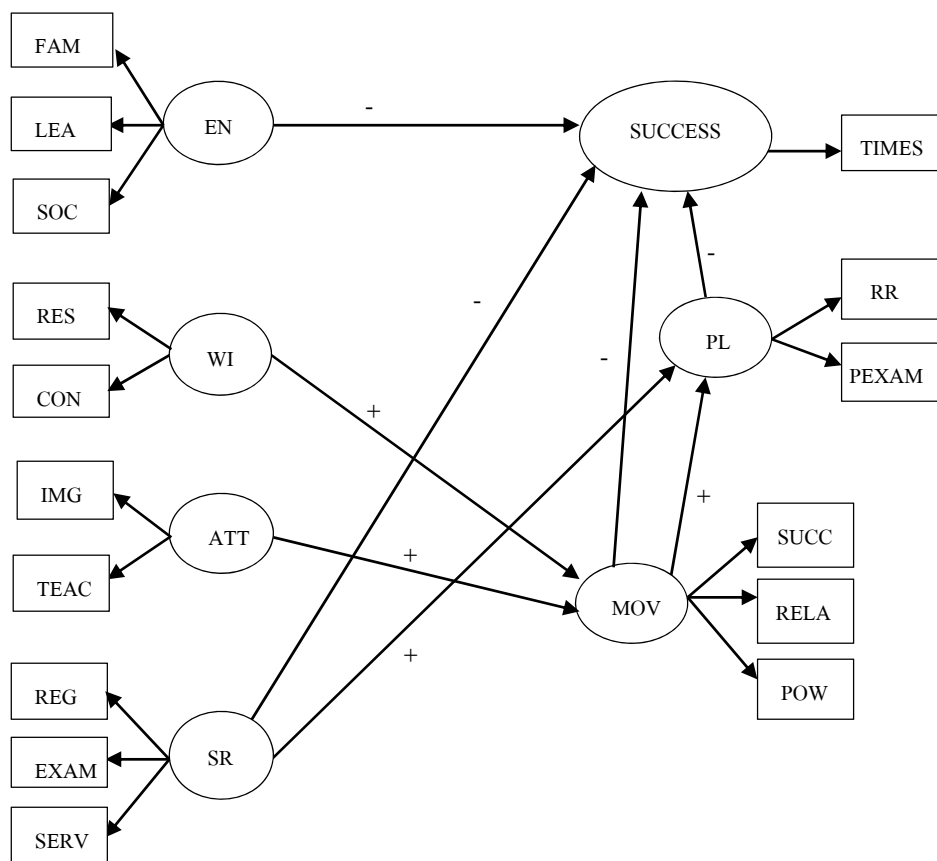 FAM
LEA
SOC
EN
-
SUCCESS
TIMES
RES
CON
WI
+
-
-
-
PL
RR
PEXAM
IMG
TEAC
ATT
+
+
MOV
SUCC
RELA
POW
REG
EXAM
SERV
SR
+